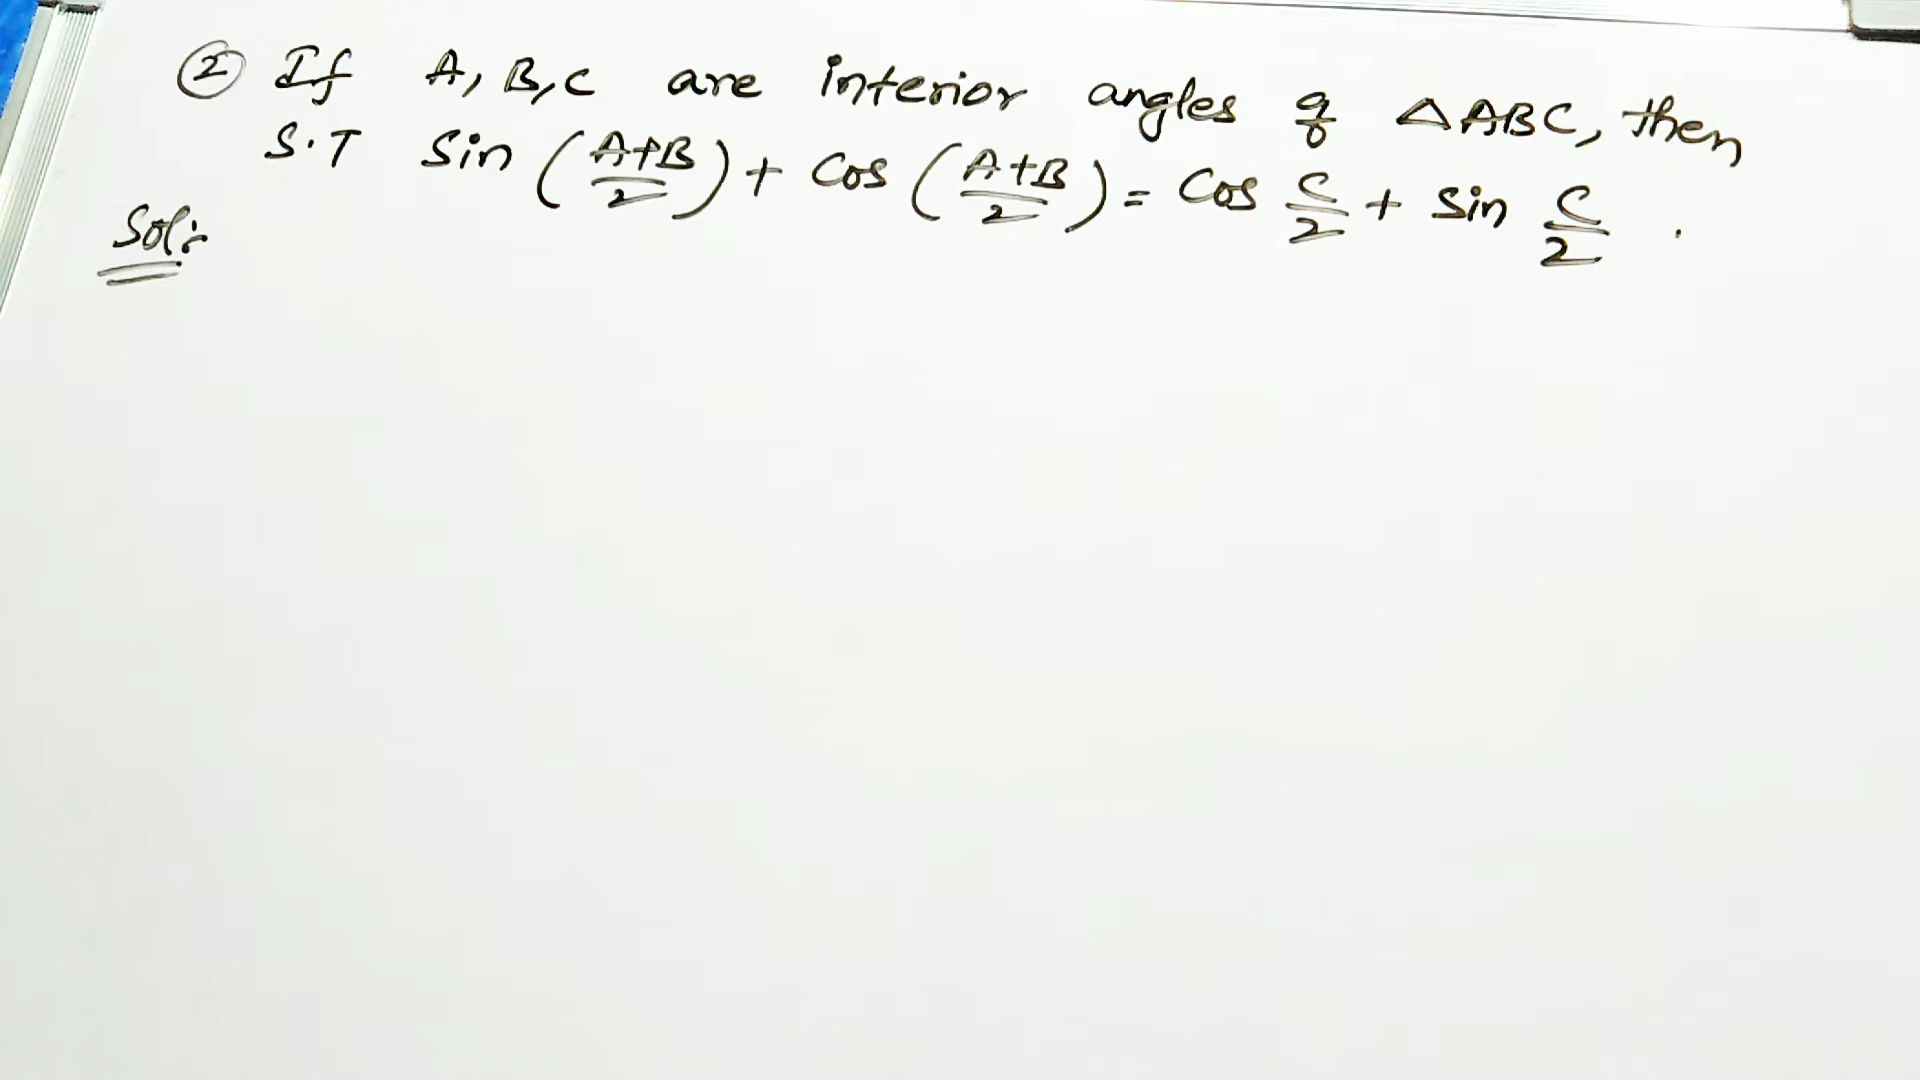 ② If A, B, C are interior angles of △ABC, then
S.T Sin (A+B/2) + Cos (A+B/2) = Cos C/2 + Sin C/2 .
Sol:-